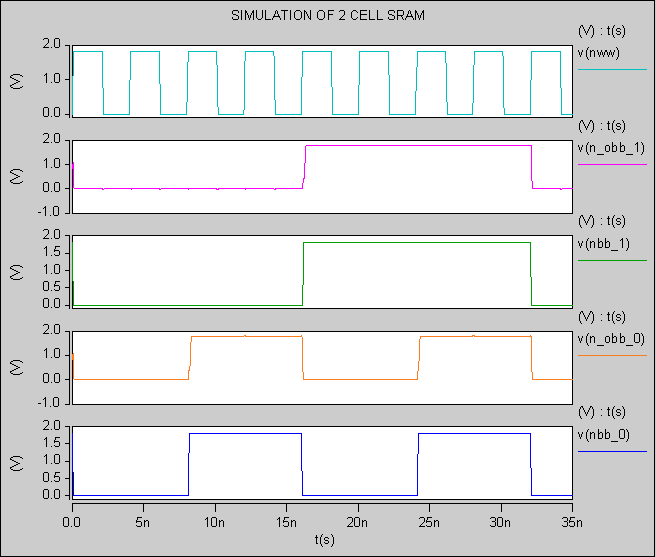 SIMULATION OF 2 CELL SRAM
(V) : t(s)
v(nww)
2.0
1.0
0.0
(V)
(V) : t(s)
v(n_obb_1)
2.0
1.0
0.0
-1.0
(V)
(V) : t(s)
v(nbb_1)
2.0
1.5
1.0
0.5
0.0
(V)
(V) : t(s)
v(n_obb_0)
2.0
1.0
0.0
-1.0
(V)
(V) : t(s)
v(nbb_0)
2.0
1.5
1.0
0.5
0.0
(V)
0.0 5n 10n 15n 20n 25n 30n 35n
t(s)